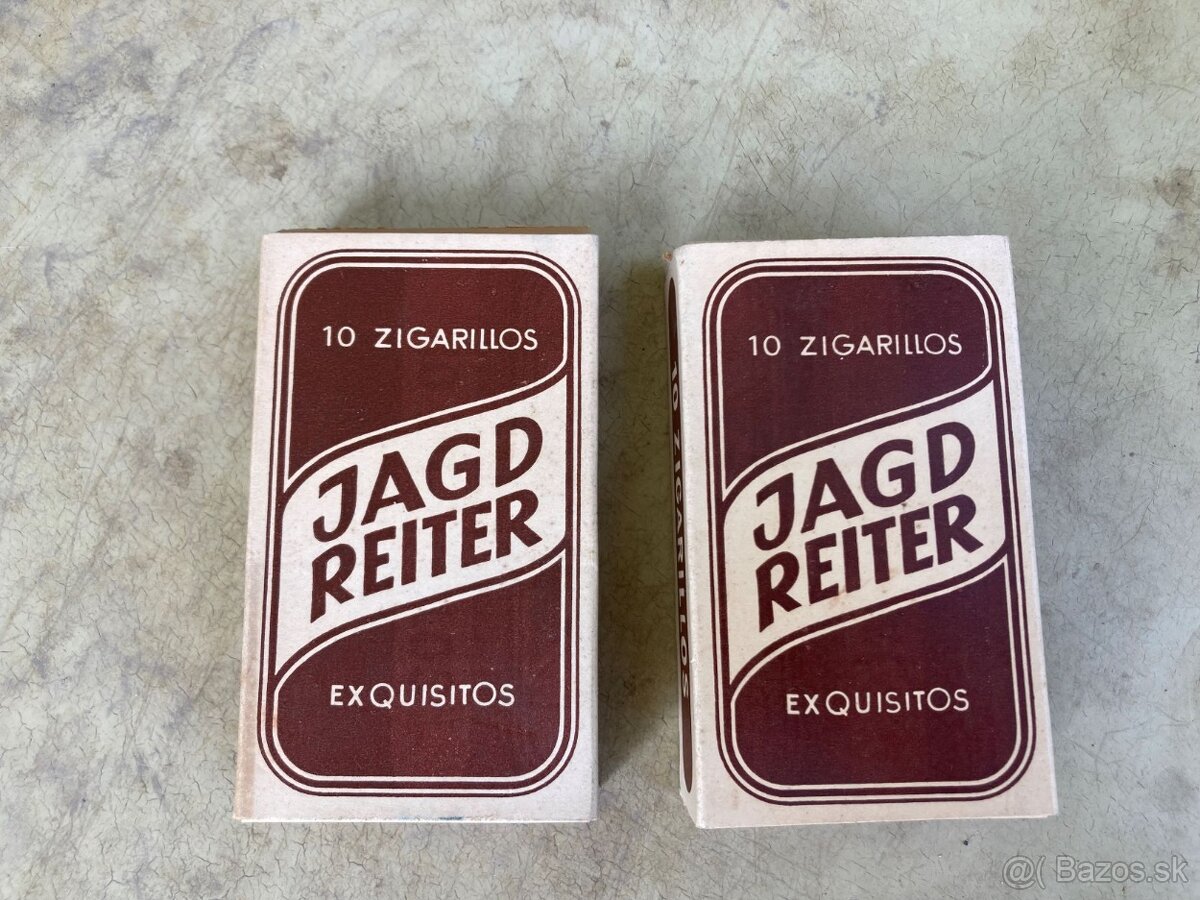 10 ZIGARILLOS
JAGD
REITER
EXQUISITOS
10 ZIGARILLOS
10 ZIGARILLOS
JAGD
REITER
EXQUISITOS
@( Bazos.sk